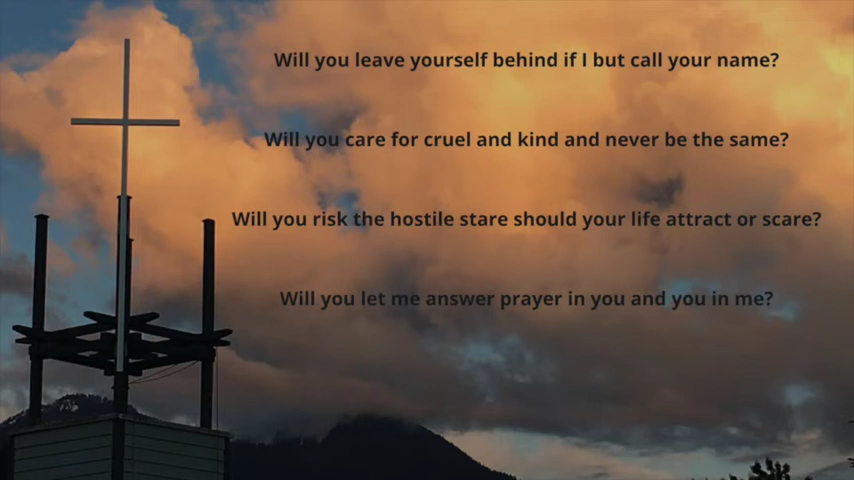 Will you leave yourself behind if I but call your name?
Will you care for cruel and kind and never be the same?
Will you risk the hostile stare should your life attract or scare?
Will you let me answer prayer in you and you in me?